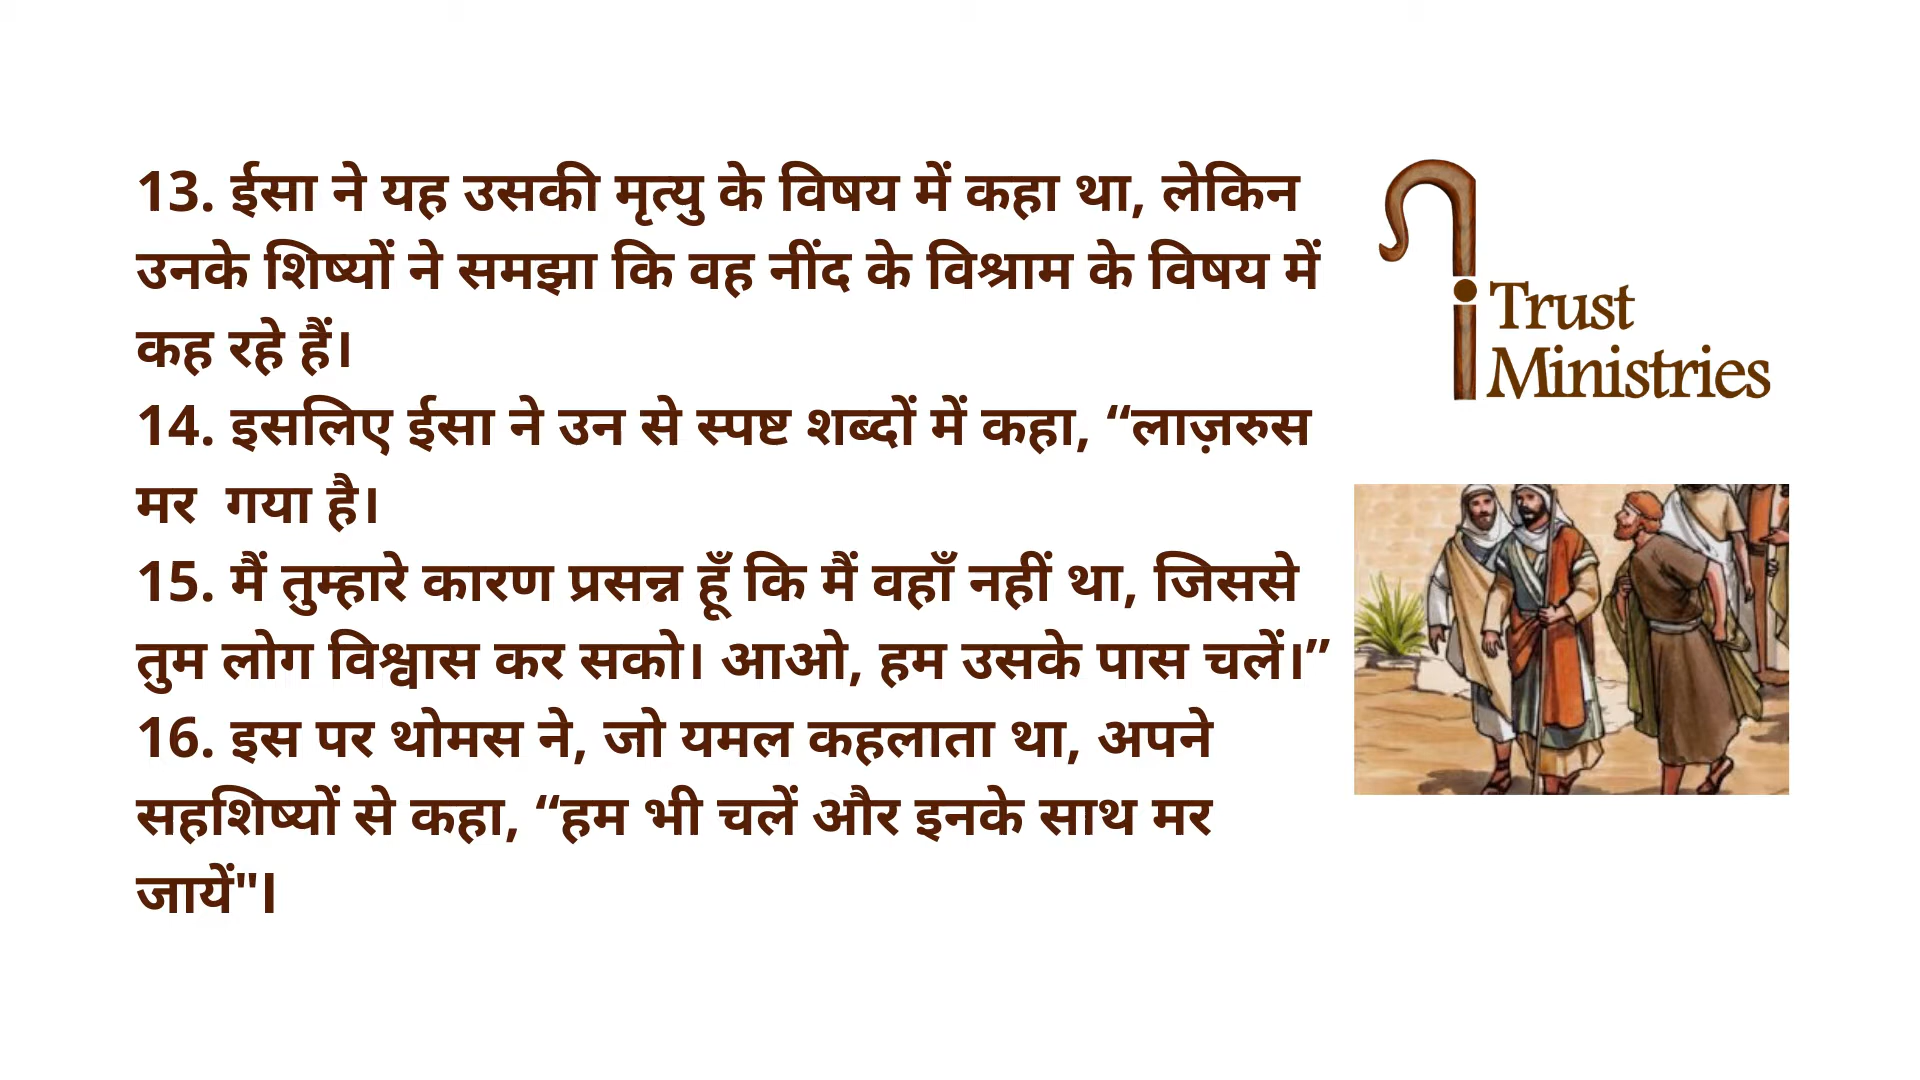 13. ईसा ने यह उसकी मृत्यु के विषय में कहा था, लेकिन
उनके शिष्यों ने समझा कि वह नींद के विश्राम के विषय में
कह रहे हैं।
14. इसलिए ईसा ने उन से स्पष्ट शब्दों में कहा, “लाज़रुस
मर  गया है।
15. मैं तुम्हारे कारण प्रसन्न हूँ कि मैं वहाँ नहीं था, जिससे
तुम लोग विश्वास कर सको। आओ, हम उसके पास चलें।”
16. इस पर थोमस ने, जो यमल कहलाता था, अपने
सहशिष्यों से कहा, “हम भी चलें और इनके साथ मर
जायें"l
i Trust
Ministries